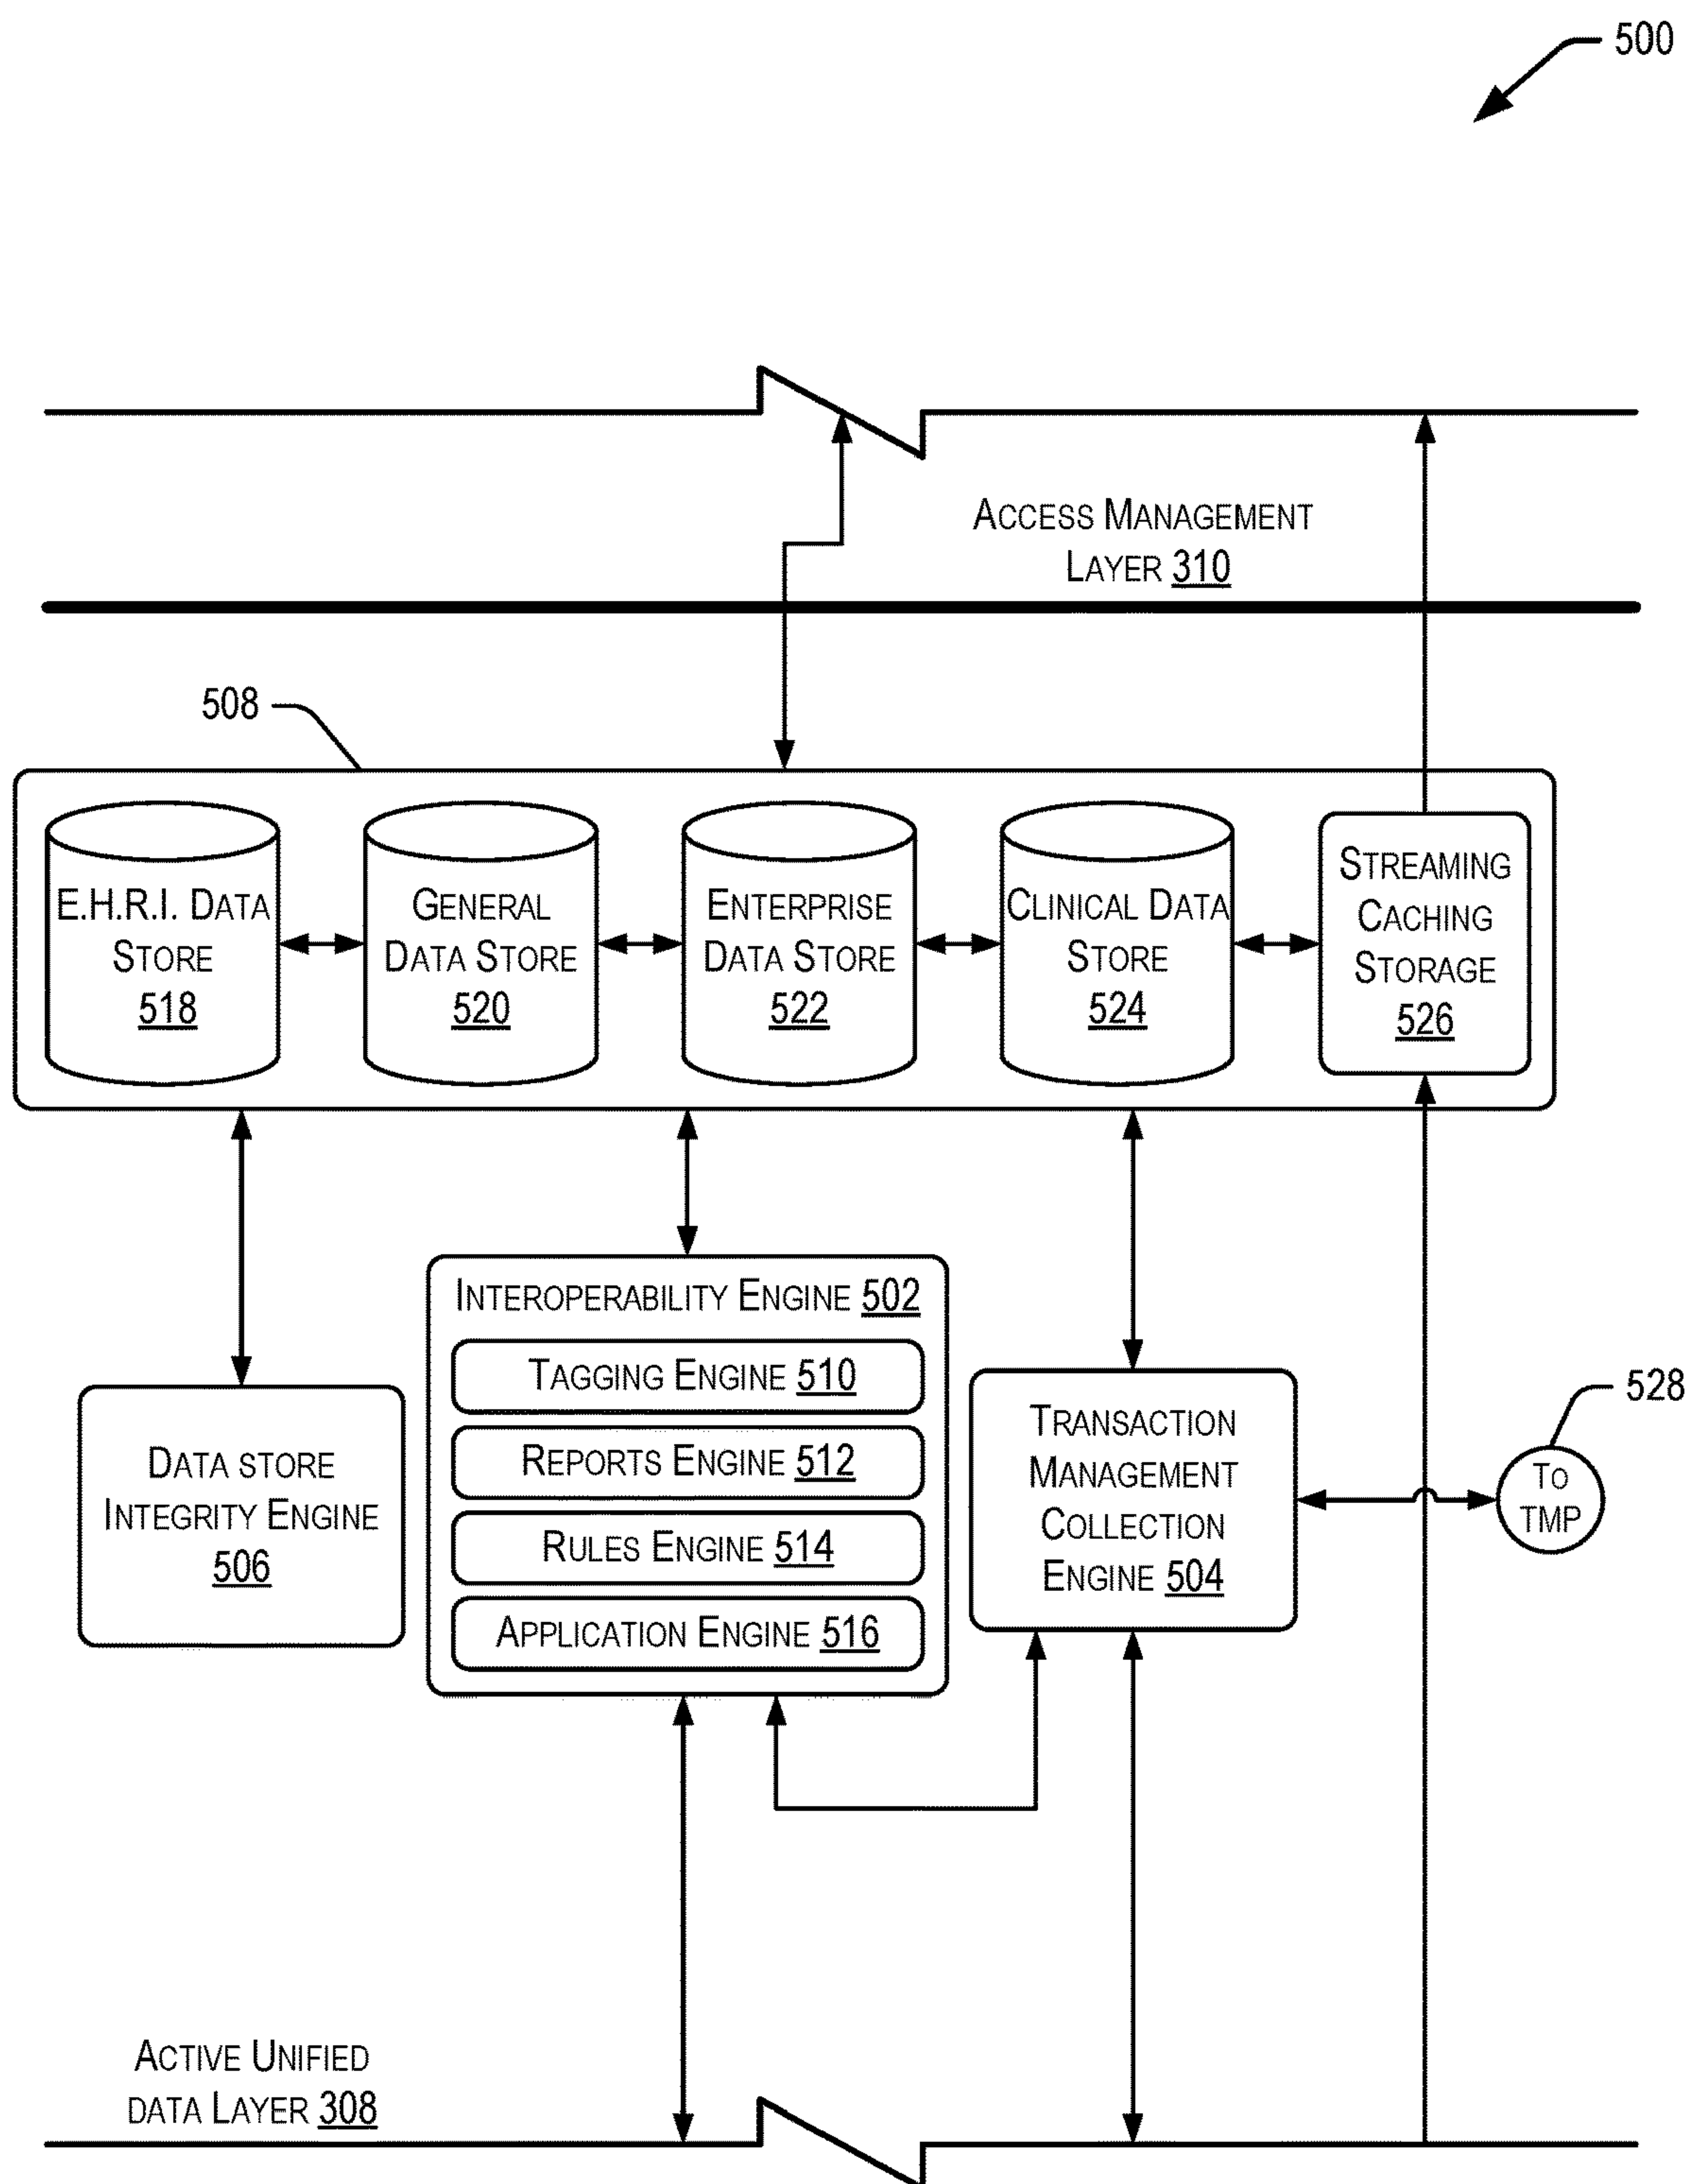 500
ACCESS MANAGEMENT
LAYER 310
508
E.H.R.I. DATA
STORE
518
GENERAL
DATA STORE
520
ENTERPRISE
DATA STORE
522
CLINICAL DATA
STORE
524
STREAMING
CACHING
STORAGE
526
INTEROPERABILITY ENGINE 502
TAGGING ENGINE 510
REPORTS ENGINE 512
RULES ENGINE 514
APPLICATION ENGINE 516
DATA STORE
INTEGRITY ENGINE
506
TRANSACTION
MANAGEMENT
COLLECTION
ENGINE 504
528
TO
TMP
ACTIVE UNIFIED
DATA LAYER 308